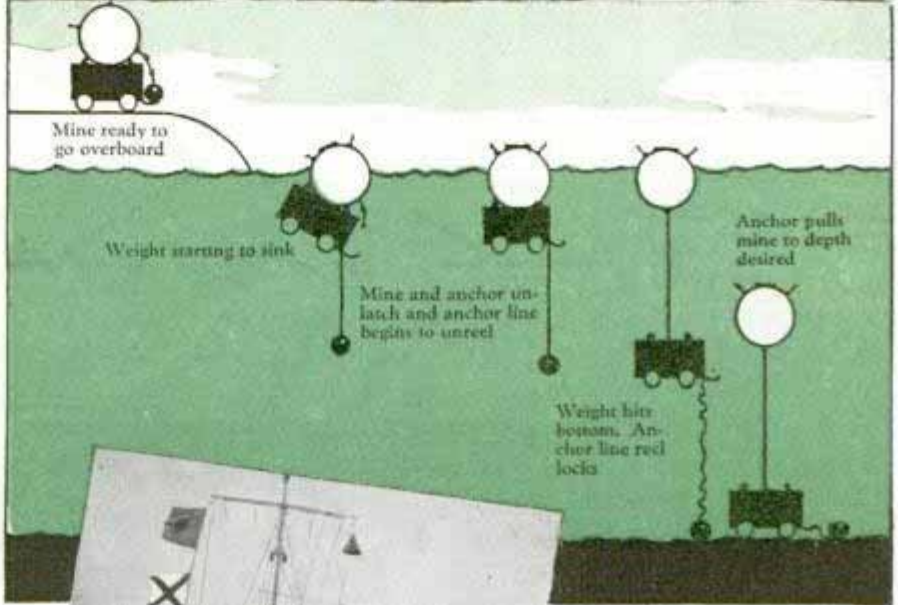 Mine ready to
go overboard
Weight starting to sink
Mine and anchor un-
latch and anchor line
begins to unreel
Weight hits
bottom. An-
chor line reel
locks
Anchor pulls
mine to depth
desired